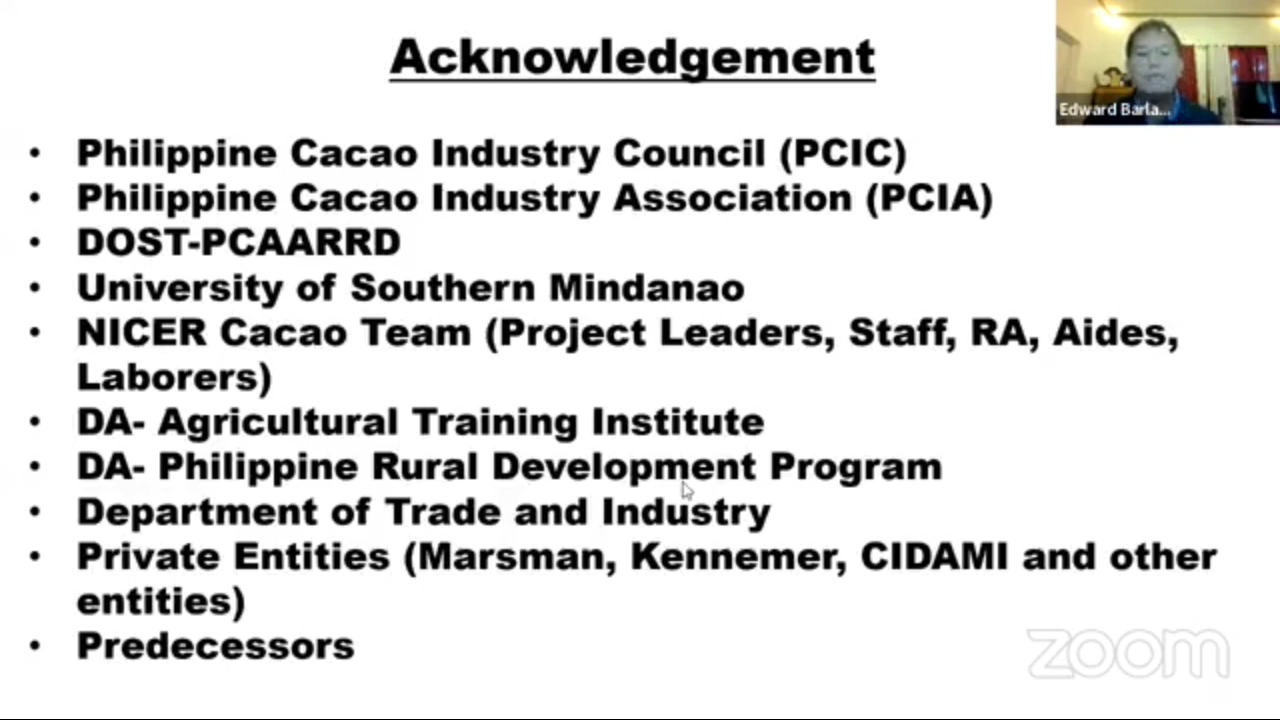 Acknowledgement
Edward Barla...
• Philippine Cacao Industry Council (PCIC)
• Philippine Cacao Industry Association (PCIA)
• DOST-PCAARRD
• University of Southern Mindanao
• NICER Cacao Team (Project Leaders, Staff, RA, Aides,
Laborers)
• DA- Agricultural Training Institute
• DA- Philippine Rural Development Program
• Department of Trade and Industry
• Private Entities (Marsman, Kennemer, CIDAMI and other
entities)
• Predecessors
zoom